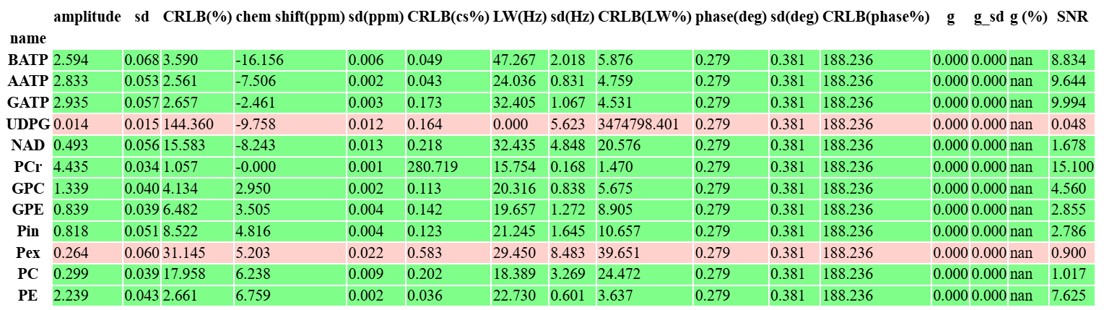 amplitude sd CRLB(%) chem shift(ppm) sd(ppm) CRLB(cs%) LW(Hz) sd(Hz) CRLB(LW%) phase(deg) sd(deg) CRLB(phase%) g g_sd g (%) SNR
name
BATP 2.594 0.068 3.590 -16.156 0.006 0.049 47.267 2.018 5.876 0.279 0.381 188.236 0.000 0.000 nan 8.834
AATP 2.833 0.053 2.561 -7.506 0.002 0.043 24.036 0.831 4.759 0.279 0.381 188.236 0.000 0.000 nan 9.644
GATP 2.935 0.057 2.657 -2.461 0.003 0.173 32.405 1.067 4.531 0.279 0.381 188.236 0.000 0.000 nan 9.994
UDPG 0.014 0.015 144.360 -9.758 0.012 0.164 0.000 5.623 3474798.401 0.279 0.381 188.236 0.000 0.000 nan 0.048
NAD 0.493 0.056 15.583 -8.243 0.013 0.218 32.435 4.848 20.576 0.279 0.381 188.236 0.000 0.000 nan 1.678
PCr 4.435 0.034 1.057 -0.000 0.001 280.719 15.754 0.168 1.470 0.279 0.381 188.236 0.000 0.000 nan 15.100
GPC 1.339 0.040 4.134 2.950 0.002 0.113 20.316 0.838 5.675 0.279 0.381 188.236 0.000 0.000 nan 4.560
GPE 0.839 0.039 6.482 3.505 0.004 0.142 19.657 1.272 8.905 0.279 0.381 188.236 0.000 0.000 nan 2.855
Pin 0.818 0.051 8.522 4.816 0.004 0.123 21.245 1.645 10.657 0.279 0.381 188.236 0.000 0.000 nan 2.786
Pex 0.264 0.060 31.145 5.203 0.022 0.583 29.450 8.483 39.651 0.279 0.381 188.236 0.000 0.000 nan 0.900
PC 0.299 0.039 17.958 6.238 0.009 0.202 18.389 3.269 24.472 0.279 0.381 188.236 0.000 0.000 nan 1.017
PE 2.239 0.043 2.661 6.759 0.002 0.036 22.730 0.601 3.637 0.279 0.381 188.236 0.000 0.000 nan 7.625